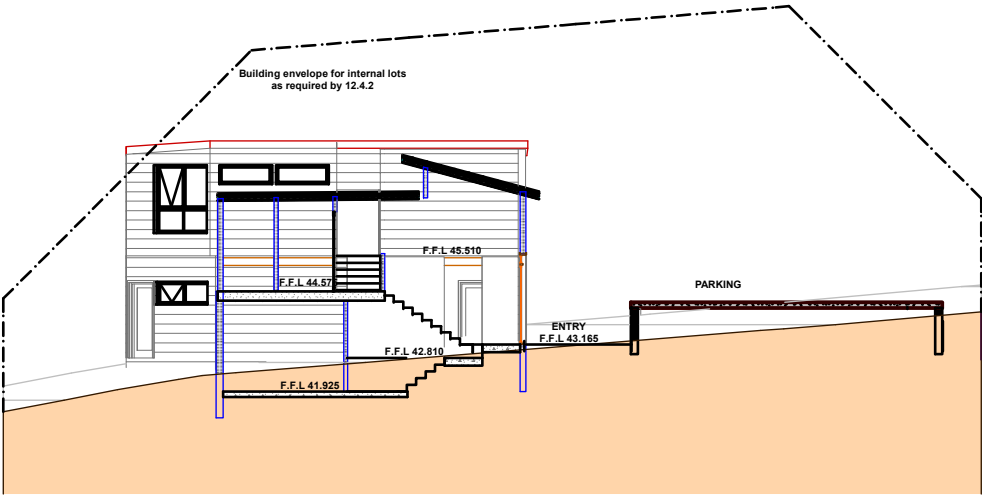 Building envelope for internal lots
as required by 12.4.2
F.F.L 45.510
F.F.L 44.57
PARKING
ENTRY
F.F.L 43.165
F.F.L 42.810
F.F.L 41.925